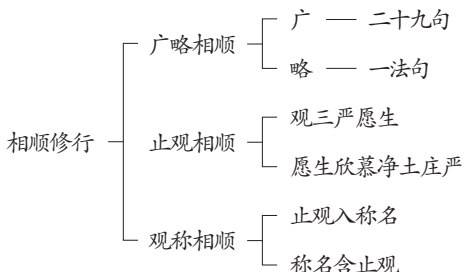 相顺修行
广略相顺
广 — 二十九句
略 — 一法句
止观相顺
观三严愿生
愿生欣慕净土庄严
观称相顺
止观入称名
称名含止观